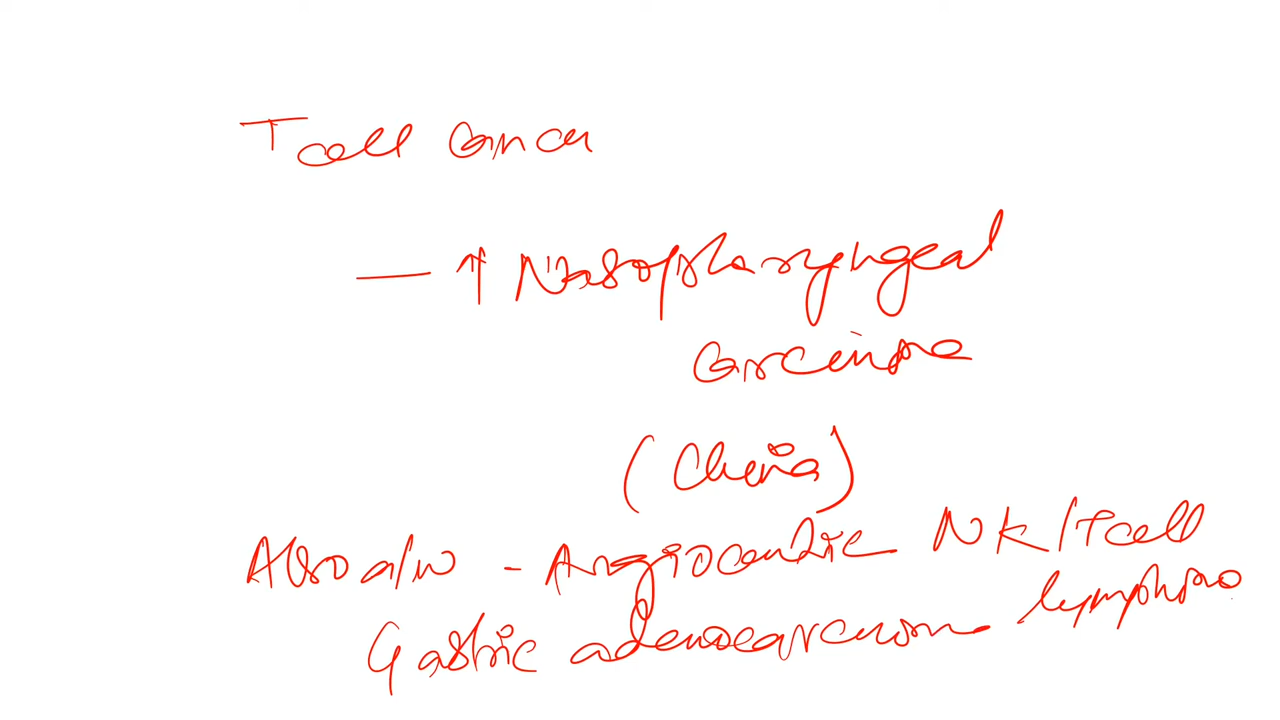 T cell Cancer
— ↑ Nasopharyngeal
Carcinoma
(China)
Also a/w - Angiocentric NK/T cell
lymphoma
Gastric adenocarcinoma